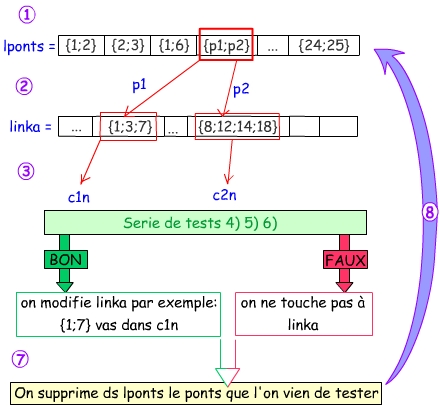 ①
lponts = {1;2} {2;3} {1;6} {p1;p2} ... {24;25}
p1 p2
②
linka = ... {1;3;7} ... {8;12;14;18}
③
c1n c2n
Serie de tests 4) 5) 6)
BON FAUX
⑧
on modifie linka par exemple:
{1;7} vas dans c1n
on ne touche pas à
linka
⑦
On supprime ds lponts le ponts que l'on vien de tester